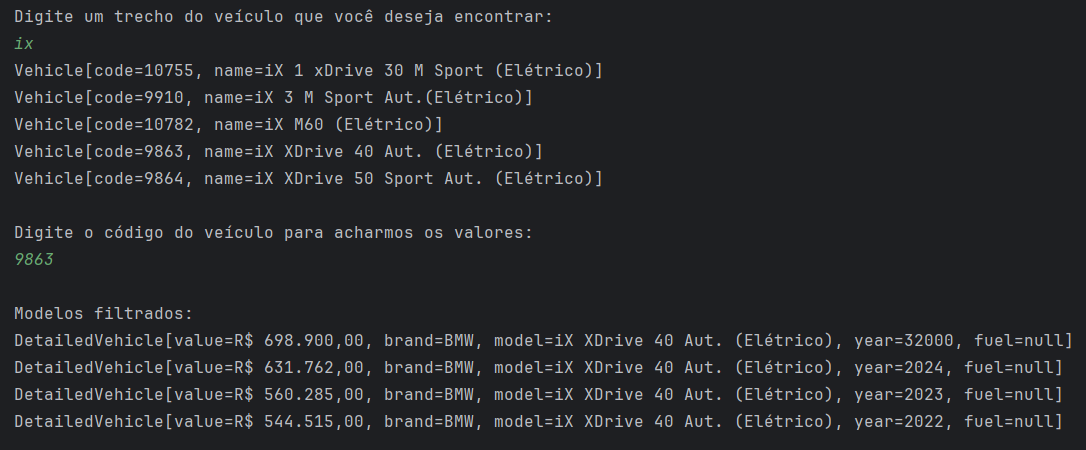 Digite um trecho do veículo que você deseja encontrar:
ix
Vehicle[code=10755, name=iX 1 xDrive 30 M Sport (Elétrico)]
Vehicle[code=9910, name=iX 3 M Sport Aut.(Elétrico)]
Vehicle[code=10782, name=iX M60 (Elétrico)]
Vehicle[code=9863, name=iX XDrive 40 Aut. (Elétrico)]
Vehicle[code=9864, name=iX XDrive 50 Sport Aut. (Elétrico)]
Digite o código do veículo para acharmos os valores:
9863
Modelos filtrados:
DetailedVehicle[value=R$ 698.900,00, brand=BMW, model=iX XDrive 40 Aut. (Elétrico), year=32000, fuel=null]
DetailedVehicle[value=R$ 631.762,00, brand=BMW, model=iX XDrive 40 Aut. (Elétrico), year=2024, fuel=null]
DetailedVehicle[value=R$ 560.285,00, brand=BMW, model=iX XDrive 40 Aut. (Elétrico), year=2023, fuel=null]
DetailedVehicle[value=R$ 544.515,00, brand=BMW, model=iX XDrive 40 Aut. (Elétrico), year=2022, fuel=null]